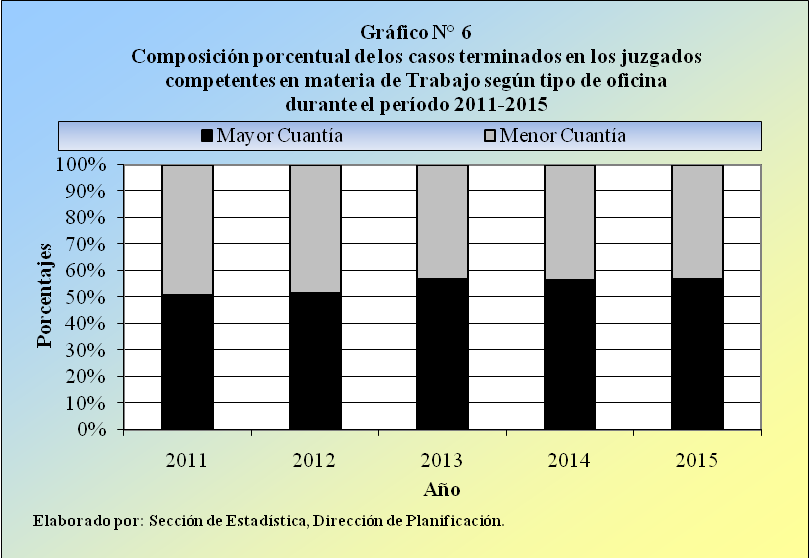 Gráfico N° 6
Composición porcentual de los casos terminados en los juzgados
competentes en materia de Trabajo según tipo de oficina
durante el período 2011-2015
Mayor Cuantía Menor Cuantía
100%
90%
80%
70%
60%
50%
40%
30%
20%
10%
0%
Porcentajes
2011 2012 2013 2014 2015
Año
Elaborado por: Sección de Estadística, Dirección de Planificación.